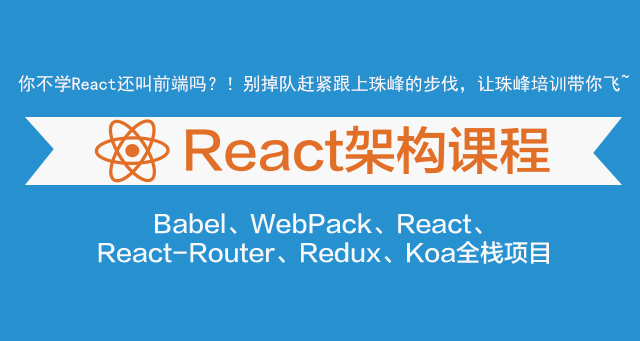 你不学React还叫前端吗？！别掉队赶紧跟上珠峰的步伐，让珠峰培训带你飞~
React架构课程
Babel、WebPack、React、
React-Router、Redux、Koa全栈项目